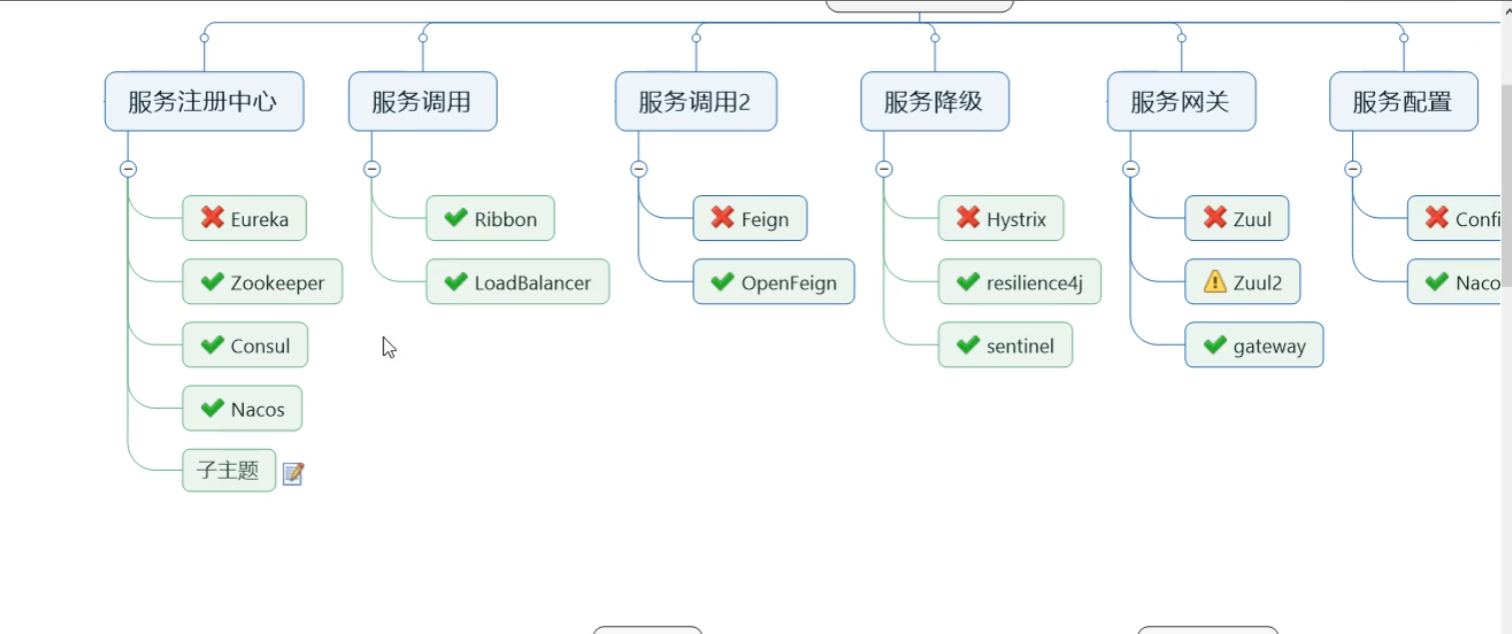 服务注册中心
Eureka
Zookeeper
Consul
Nacos
子主题
服务调用
Ribbon
LoadBalancer
服务调用2
Feign
OpenFeign
服务降级
Hystrix
resilience4j
sentinel
服务网关
Zuul
Zuul2
gateway
服务配置
Confi
Naco